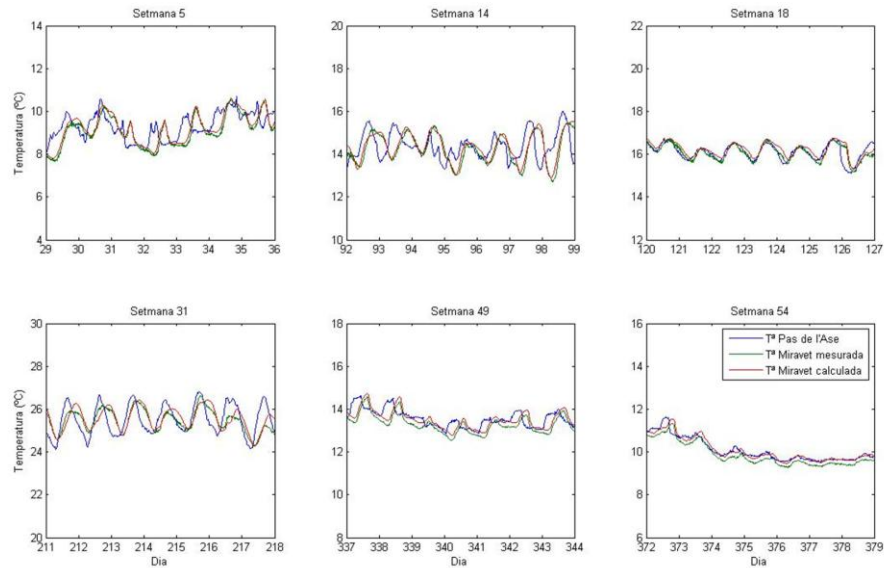 Setmana 5
Setmana 14
Setmana 18
Temperatura (ºC)
14
12
10
8
6
4
29 30 31 32 33 34 35 36
20
18
16
14
12
10
92 93 94 95 96 97 98 99
22
20
18
16
14
12
120 121 122 123 124 125 126 127
Setmana 31
Setmana 49
Setmana 54
Temperatura (ºC)
30
28
26
24
22
20
211 212 213 214 215 216 217 218
Dia
18
16
14
12
10
8
337 338 339 340 341 342 343 344
Dia
16
14
12
10
8
6
Tª Pas de l'Ase
Tª Miravet mesurada
Tª Miravet calculada
372 373 374 375 376 377 378 379
Dia